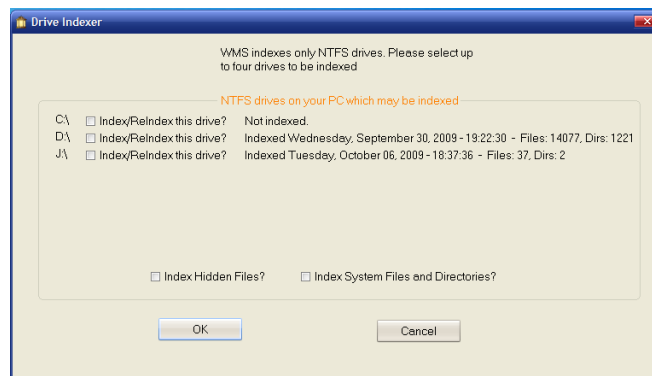 Drive Indexer
WMS indexes only NTFS drives. Please select up
to four drives to be indexed
NTFS drives on your PC which may be indexed
C:\ Index/ReIndex this drive? Not indexed.
D:\ Index/ReIndex this drive? Indexed Wednesday, September 30, 2009 - 19:22:30 - Files: 14077, Dirs: 1221
J:\ Index/ReIndex this drive? Indexed Tuesday, October 06, 2009 - 18:37:36 - Files: 37, Dirs: 2
Index Hidden Files? Index System Files and Directories?
OK Cancel